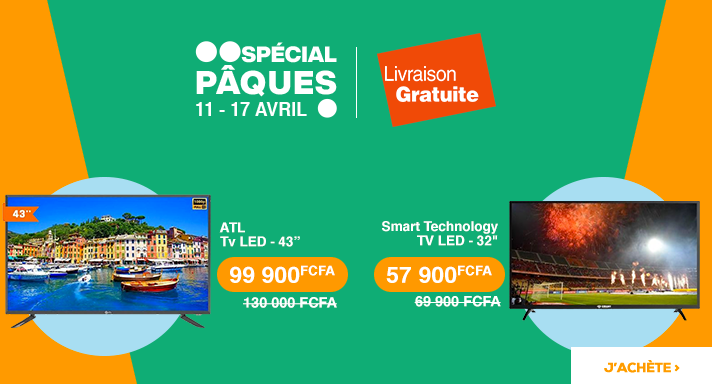 SPÉCIAL
PÂQUES
11 - 17 AVRIL
Livraison
Gratuite
43"
ATL
Tv LED - 43”
99 900FCFA
130 000 FCFA
Smart Technology
TV LED - 32"
57 900FCFA
69 900 FCFA
J'ACHÈTE ›